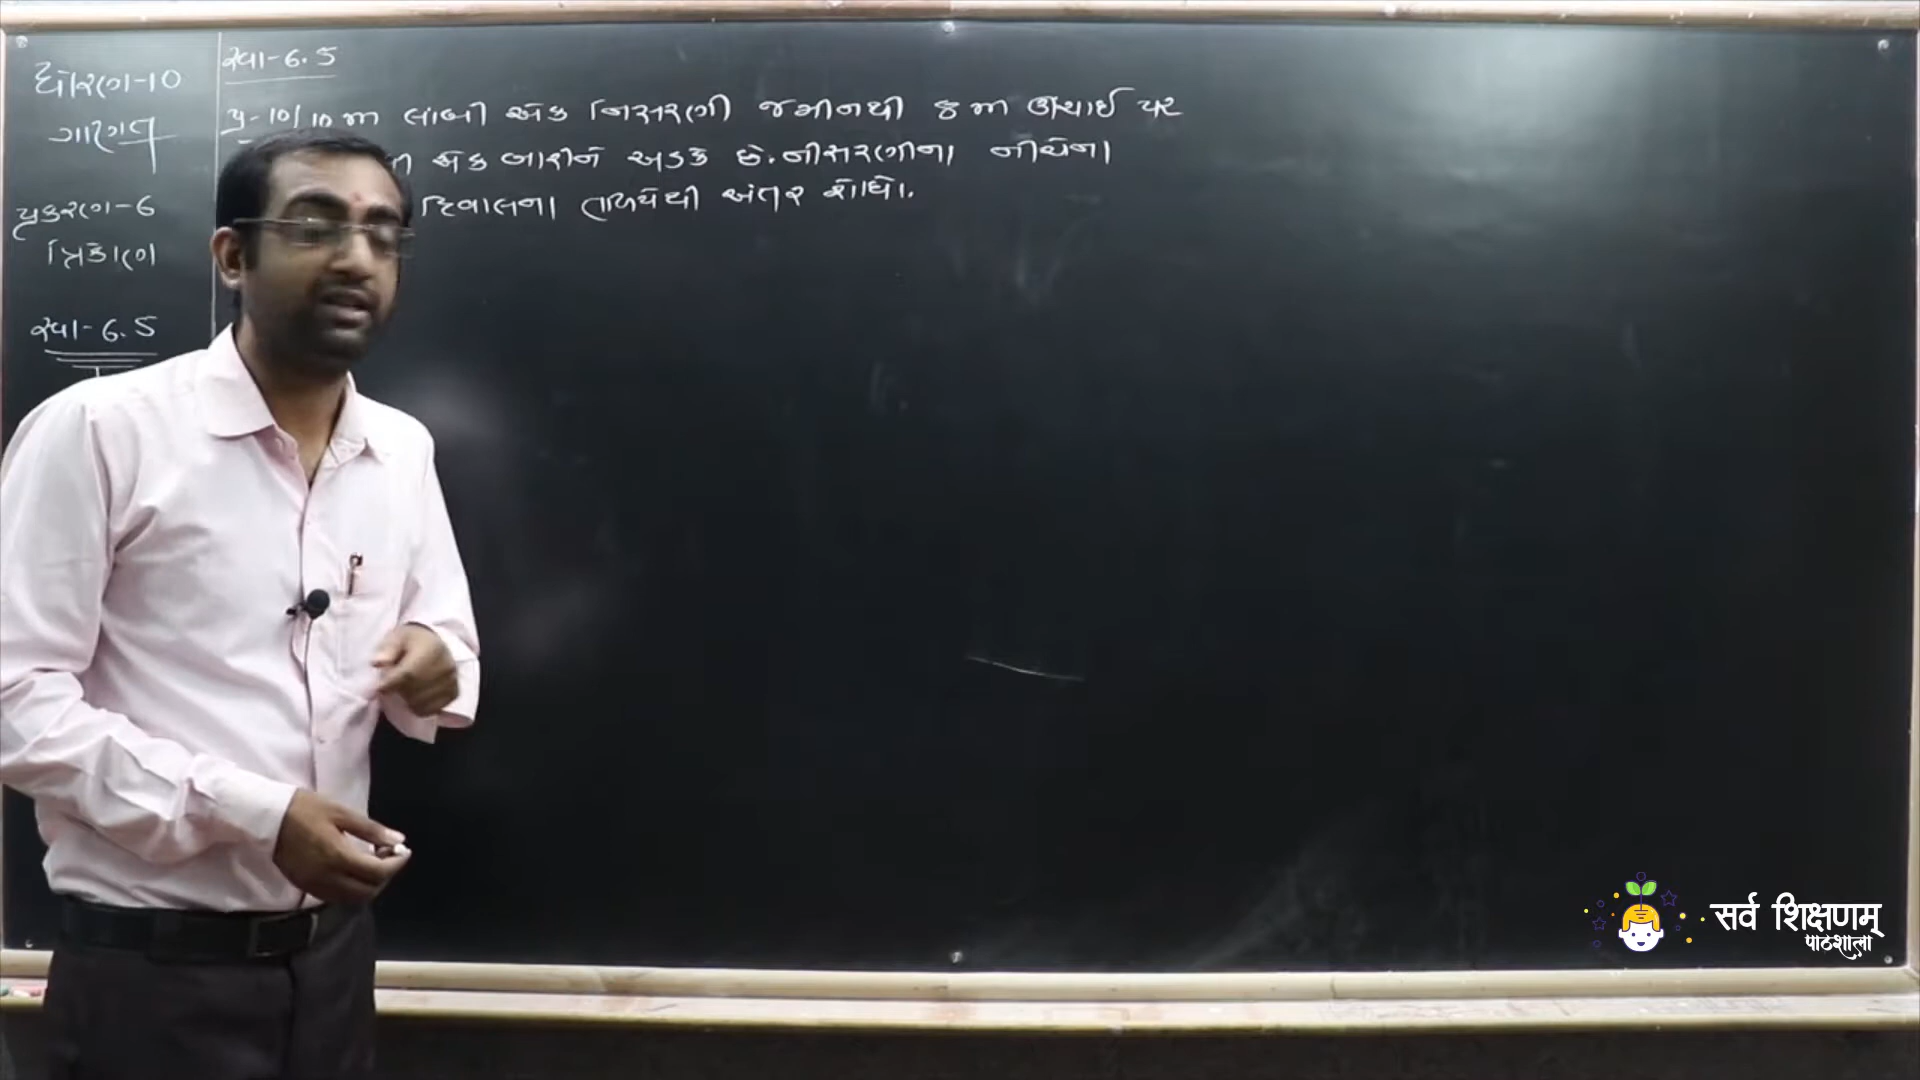 ધોરણ-10
ગણિત
પ્રકરણ-6
ત્રિકોણ
સ્વા-6.5
સ્વા-6.5
પ્ર-10/ 10 m લાંબી એક નિસરણી જમીનથી 8 m ઊંચાઈ પર
એક બારીને અડકે છે. નીસરણીના નીચેના
દિવાલના તળિયેથી અંતર શોધો.
सर्व शिक्षणम्
पाठशाला